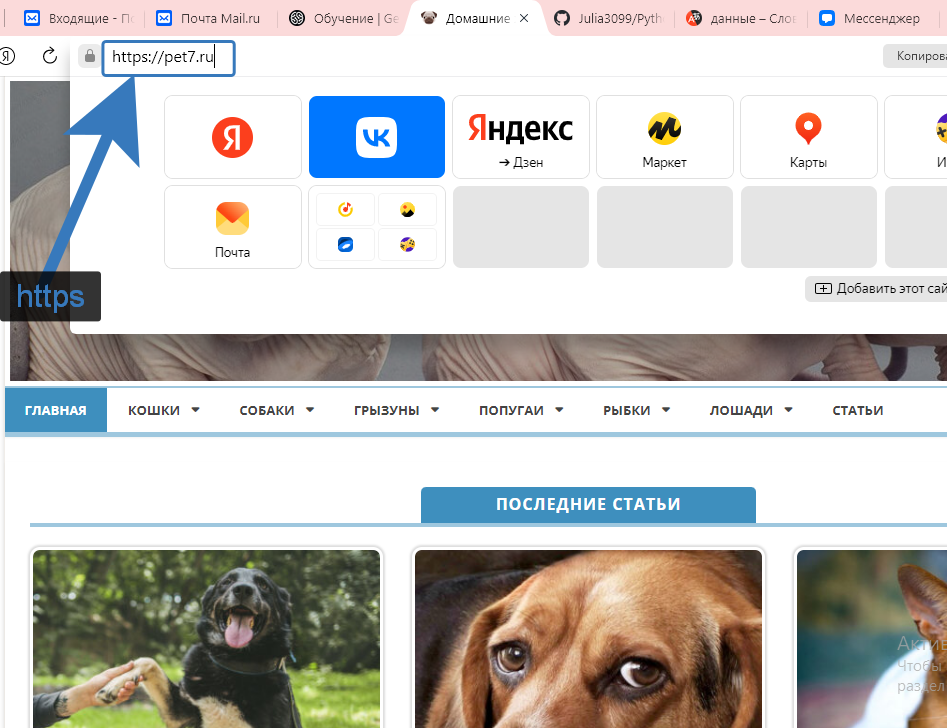 Входящие - По
Почта Mail.ru
Обучение | Ge
Домашние
Julia3099/Pytho
данные – Слов
Мессенджер
https://pet7.ru
Копирова
Я
VK
Яндекс
Дзен
Маркет
Карты
И
Почта
Добавить этот сай
https
ГЛАВНАЯ
КОШКИ
СОБАКИ
ГРЫЗУНЫ
ПОПУГАИ
РЫБКИ
ЛОШАДИ
СТАТЬИ
ПОСЛЕДНИЕ СТАТЬИ
Актив
Чтобы
раздел